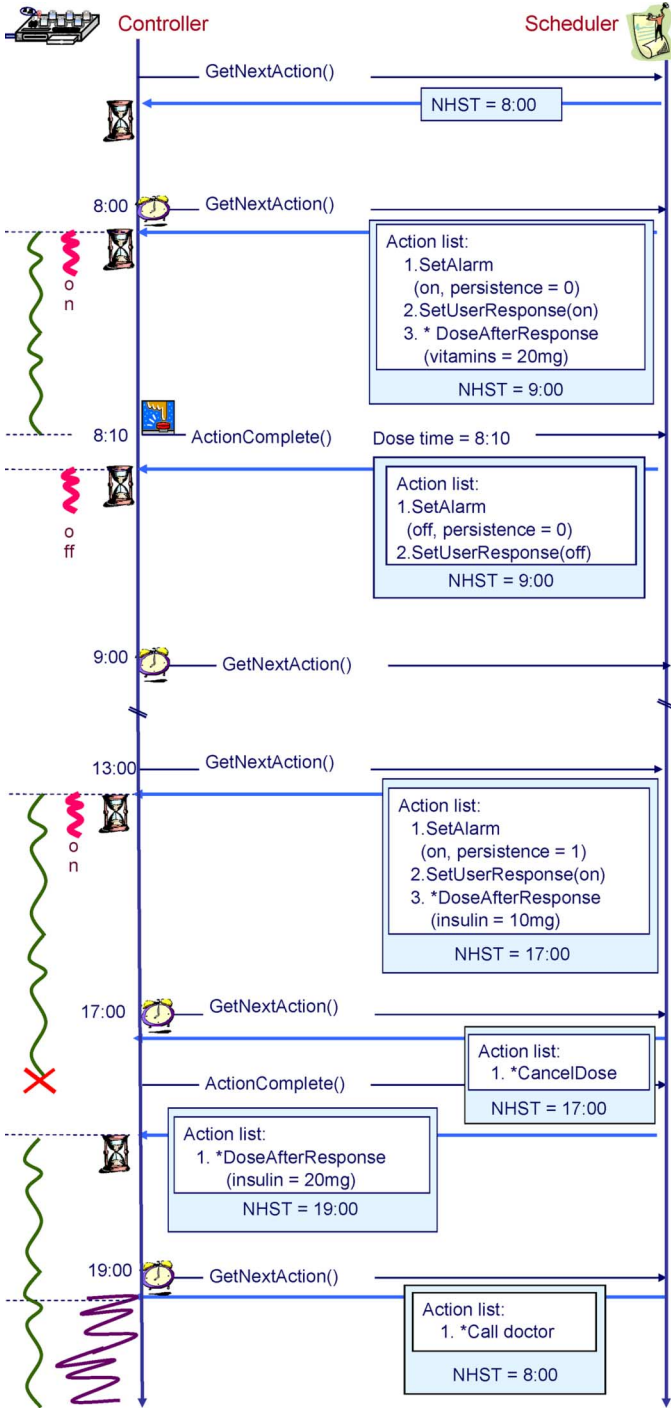 Controller
Scheduler
GetNextAction()
NHST = 8:00
8:00
GetNextAction()
on
Action list:
1.SetAlarm
(on, persistence = 0)
2.SetUserResponse(on)
3. * DoseAfterResponse
(vitamins = 20mg)
NHST = 9:00
8:10
ActionComplete()
Dose time = 8:10
off
Action list:
1.SetAlarm
(off, persistence = 0)
2.SetUserResponse(off)
NHST = 9:00
9:00
GetNextAction()
13:00
GetNextAction()
on
Action list:
1.SetAlarm
(on, persistence = 1)
2.SetUserResponse(on)
3. *DoseAfterResponse
(insulin = 10mg)
NHST = 17:00
17:00
GetNextAction()
Action list:
1. *CancelDose
NHST = 17:00
ActionComplete()
Action list:
1. *DoseAfterResponse
(insulin = 20mg)
NHST = 19:00
19:00
GetNextAction()
Action list:
1. *Call doctor
NHST = 8:00